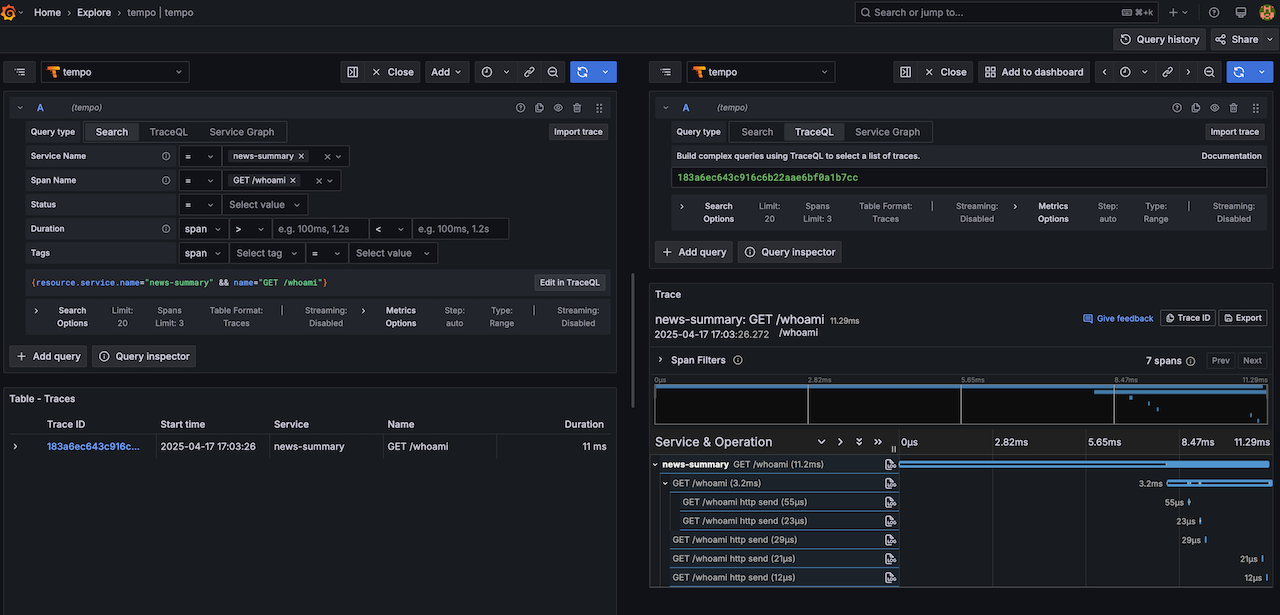 Home › Explore › tempo | tempo
Search or jump to... ⌘+k
Query history Share
tempo Close Add
A (tempo)
Query type Search TraceQL Service Graph Import trace
Service Name = news-summary
Span Name = GET /whoami
Status = Select value
Duration span > e.g. 100ms, 1.2s < e.g. 100ms, 1.2s
Tags span Select tag = Select value
{resource.service.name="news-summary" && name="GET /whoami"} Edit in TraceQL
Search Options Limit: 20 Spans Limit: 3 Table Format: Traces Streaming: Disabled Metrics Options Step: auto Type: Range Streaming: Disabled
+ Add query Query inspector
Table - Traces
Trace ID Start time Service Name Duration
183a6ec643c916c... 2025-04-17 17:03:26 news-summary GET /whoami 11 ms
tempo Close Add to dashboard
A (tempo)
Query type Search TraceQL Service Graph Import trace
Build complex queries using TraceQL to select a list of traces. Documentation
183a6ec643c916c6b22aae6bf0a1b7cc
Search Options Limit: 20 Spans Limit: 3 Table Format: Traces Streaming: Disabled Metrics Options Step: auto Type: Range Streaming: Disabled
+ Add query Query inspector
Trace
news-summary: GET /whoami 11.29ms
Give feedback Trace ID Export
2025-04-17 17:03:26.272 /whoami
Span Filters 7 spans Prev Next
0µs 2.82ms 5.65ms 8.47ms 11.29ms
Service & Operation 0µs 2.82ms 5.65ms 8.47ms 11.29ms
news-summary GET /whoami (11.2ms)
GET /whoami (3.2ms) 3.2ms
GET /whoami http send (55µs) 55µs
GET /whoami http send (23µs) 23µs
GET /whoami http send (29µs) 29µs
GET /whoami http send (21µs) 21µs
GET /whoami http send (12µs) 12µs